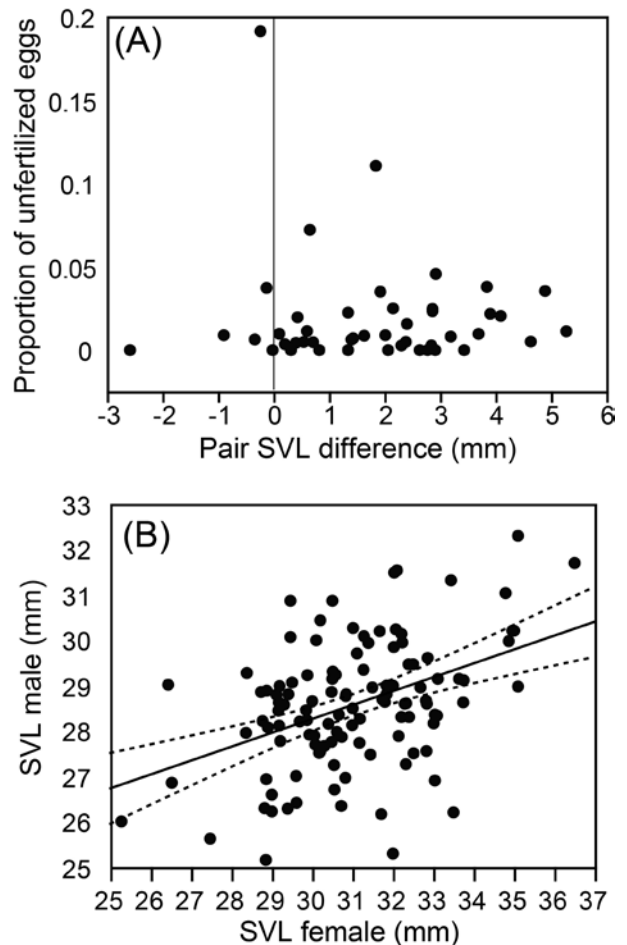 (A)
Proportion of unfertilized eggs
0.2
0.15
0.1
0.05
0
-3 -2 -1 0 1 2 3 4 5 6
Pair SVL difference (mm)
(B)
SVL male (mm)
33
32
31
30
29
28
27
26
25
25 26 27 28 29 30 31 32 33 34 35 36 37
SVL female (mm)